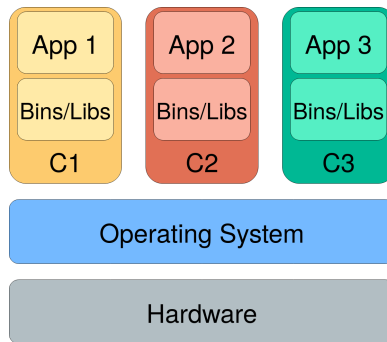 App 1
App 2
App 3
Bins/Libs
Bins/Libs
Bins/Libs
C1
C2
C3
Operating System
Hardware